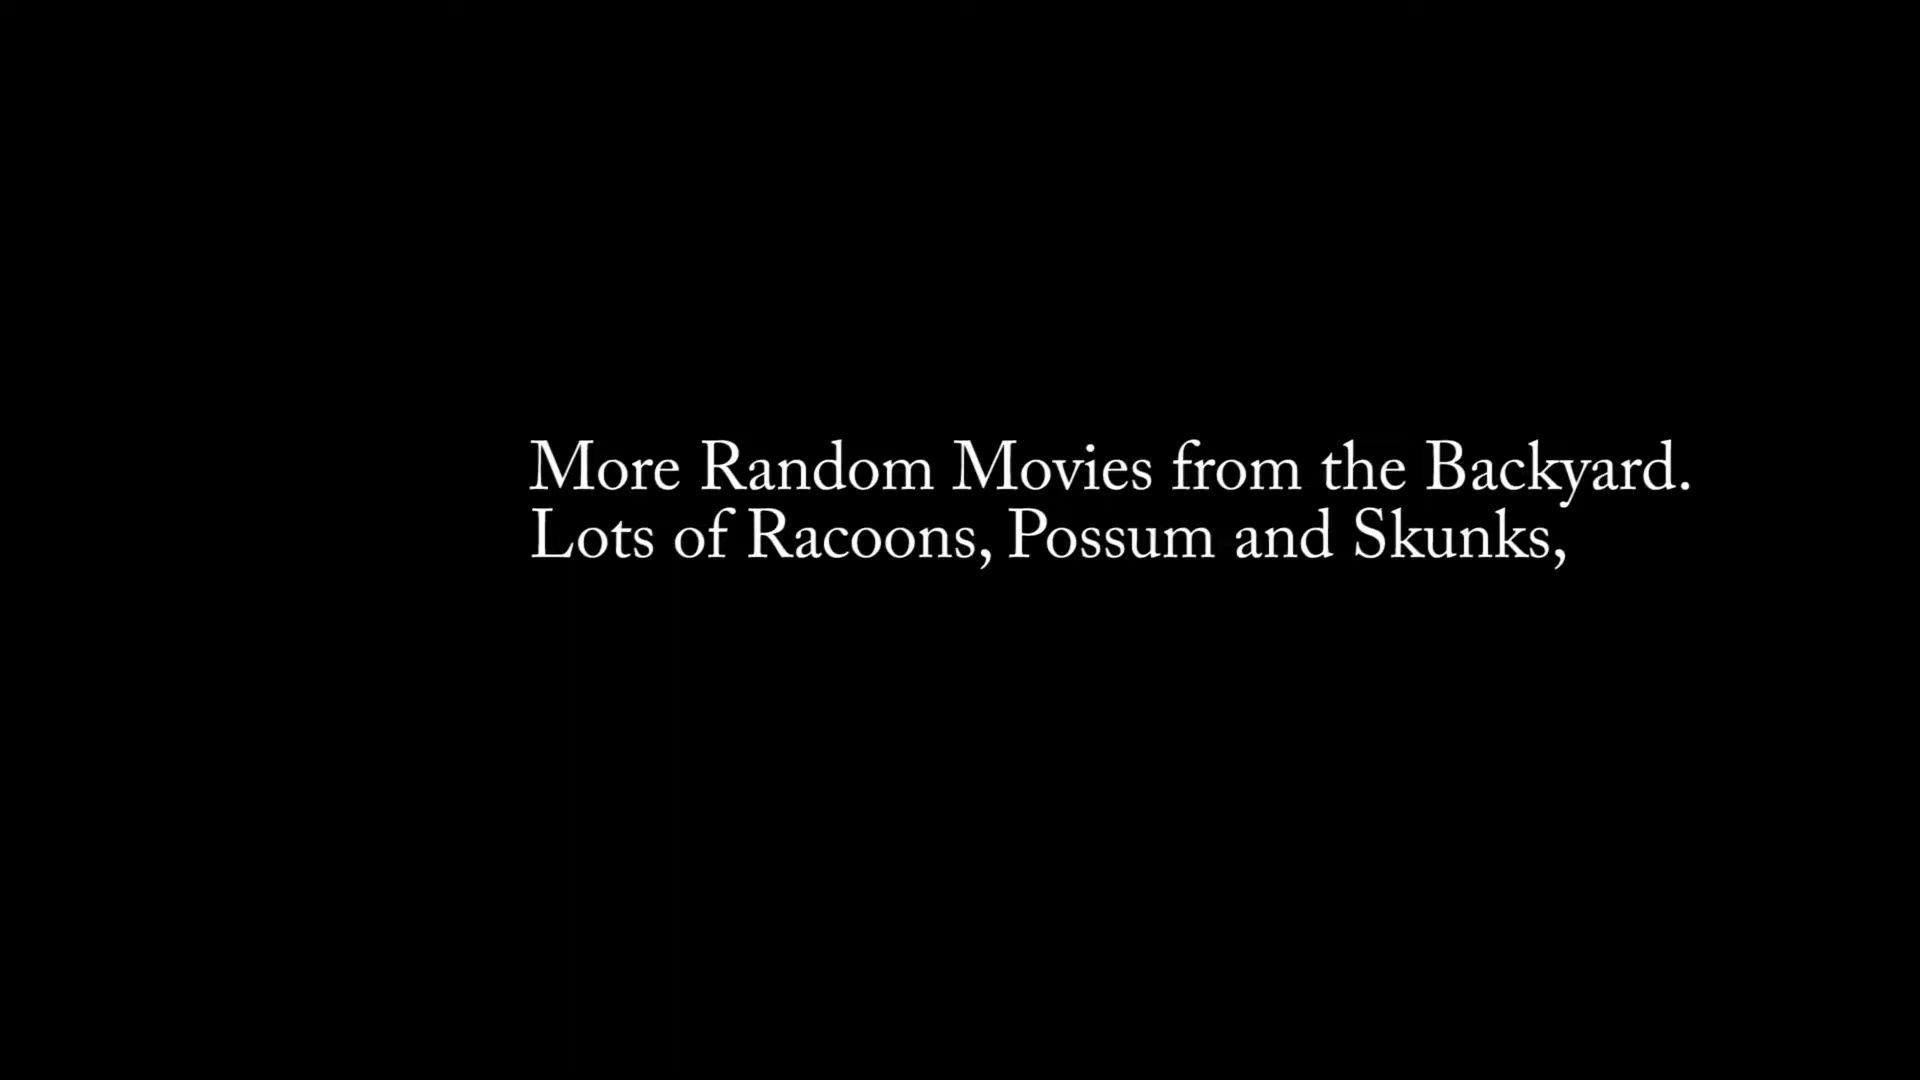 More Random Movies from the Backyard.
Lots of Racoons, Possum and Skunks,